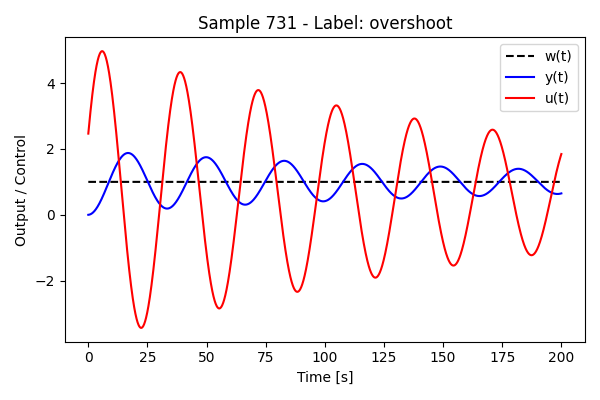 Sample 731 - Label: overshoot
w(t)
y(t)
u(t)
Output / Control
4
2
0
−2
0
25
50
75
100
125
150
175
200
Time [s]